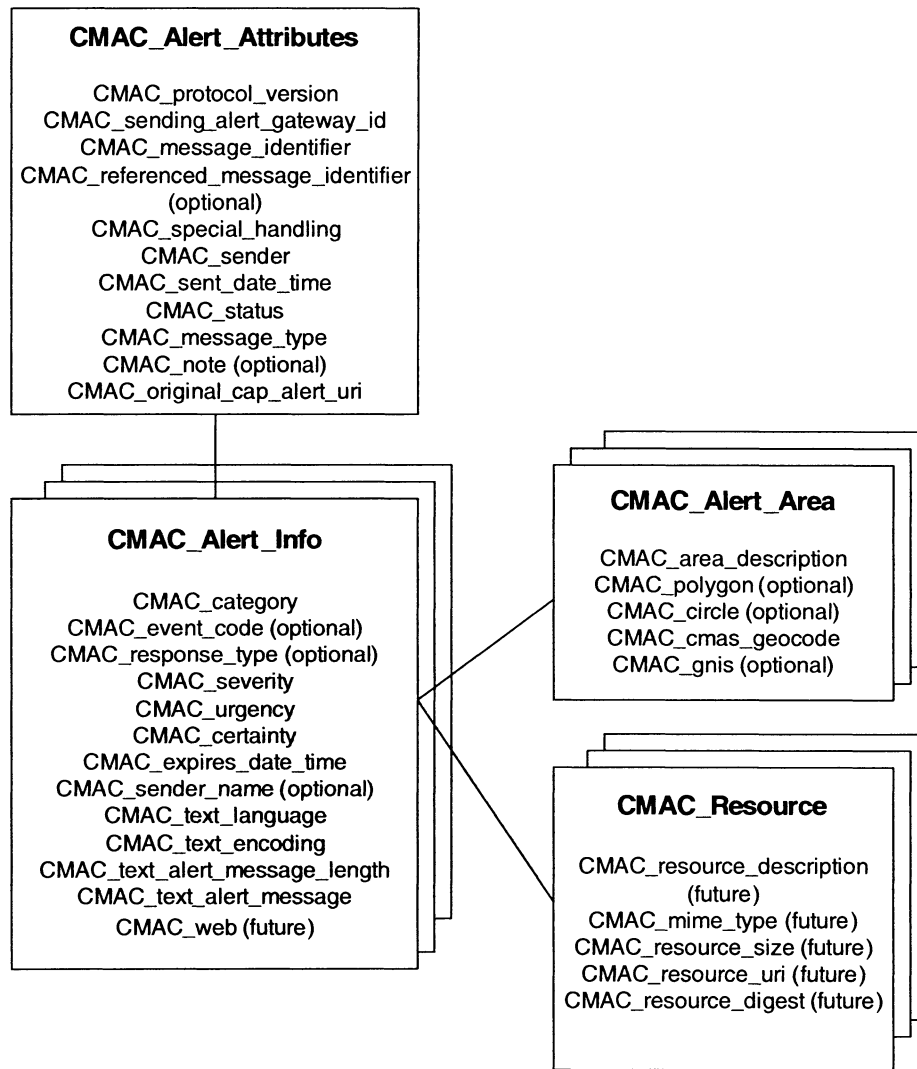 CMAC_Alert_Attributes
CMAC_protocol_version
CMAC_sending_alert_gateway_id
CMAC_message_identifier
CMAC_referenced_message_identifier
(optional)
CMAC_special_handling
CMAC_sender
CMAC_sent_date_time
CMAC_status
CMAC_message_type
CMAC_note (optional)
CMAC_original_cap_alert_uri
CMAC_Alert_Info
CMAC_category
CMAC_event_code (optional)
CMAC_response_type (optional)
CMAC_severity
CMAC_urgency
CMAC_certainty
CMAC_expires_date_time
CMAC_sender_name (optional)
CMAC_text_language
CMAC_text_encoding
CMAC_text_alert_message_length
CMAC_text_alert_message
CMAC_web (future)
CMAC_Alert_Area
CMAC_area_description
CMAC_polygon (optional)
CMAC_circle (optional)
CMAC_cmas_geocode
CMAC_gnis (optional)
CMAC_Resource
CMAC_resource_description
(future)
CMAC_mime_type (future)
CMAC_resource_size (future)
CMAC_resource_uri (future)
CMAC_resource_digest (future)